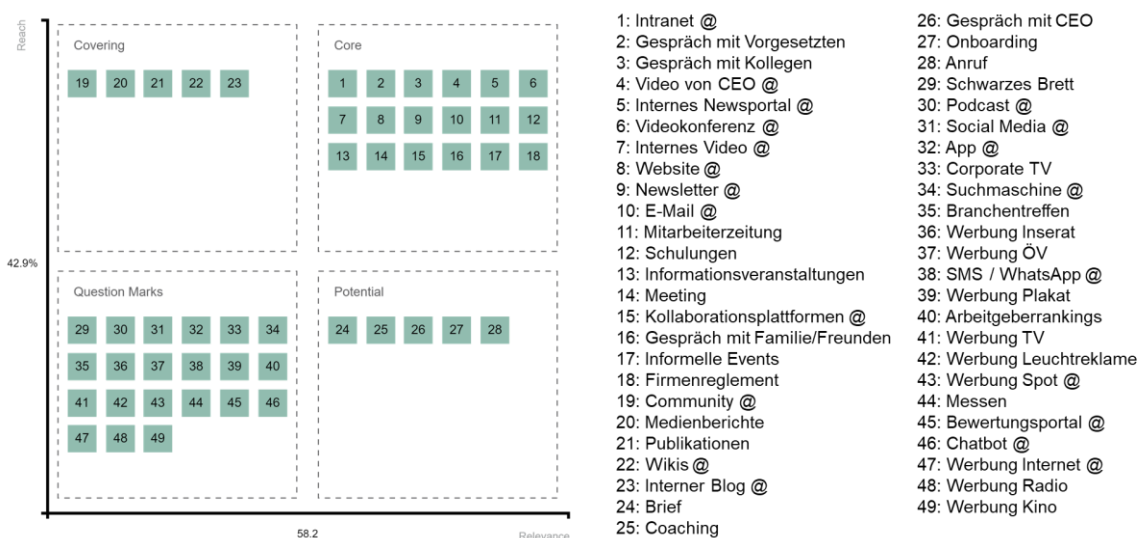 Reach
Covering
19 20 21 22 23
Core
1 2 3 4 5 6
7 8 9 10 11 12
13 14 15 16 17 18
42.9%
Question Marks
29 30 31 32 33 34
35 36 37 38 39 40
41 42 43 44 45 46
47 48 49
Potential
24 25 26 27 28
58.2
Relevance
1: Intranet @
2: Gespräch mit Vorgesetzten
3: Gespräch mit Kollegen
4: Video von CEO @
5: Internes Newsportal @
6: Videokonferenz @
7: Internes Video @
8: Website @
9: Newsletter @
10: E-Mail @
11: Mitarbeiterzeitung
12: Schulungen
13: Informationsveranstaltungen
14: Meeting
15: Kollaborationsplattformen @
16: Gespräch mit Familie/Freunden
17: Informelle Events
18: Firmenreglement
19: Community @
20: Medienberichte
21: Publikationen
22: Wikis @
23: Interner Blog @
24: Brief
25: Coaching
26: Gespräch mit CEO
27: Onboarding
28: Anruf
29: Schwarzes Brett
30: Podcast @
31: Social Media @
32: App @
33: Corporate TV
34: Suchmaschine @
35: Branchentreffen
36: Werbung Inserat
37: Werbung ÖV
38: SMS / WhatsApp @
39: Werbung Plakat
40: Arbeitgeberrankings
41: Werbung TV
42: Werbung Leuchtreklame
43: Werbung Spot @
44: Messen
45: Bewertungsportal @
46: Chatbot @
47: Werbung Internet @
48: Werbung Radio
49: Werbung Kino